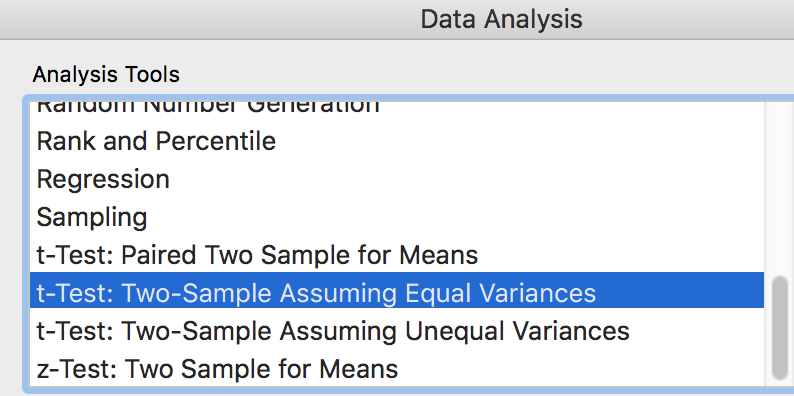 Data Analysis
Analysis Tools
Random Number Generation
Rank and Percentile
Regression
Sampling
t-Test: Paired Two Sample for Means
t-Test: Two-Sample Assuming Equal Variances
t-Test: Two-Sample Assuming Unequal Variances
z-Test: Two Sample for Means